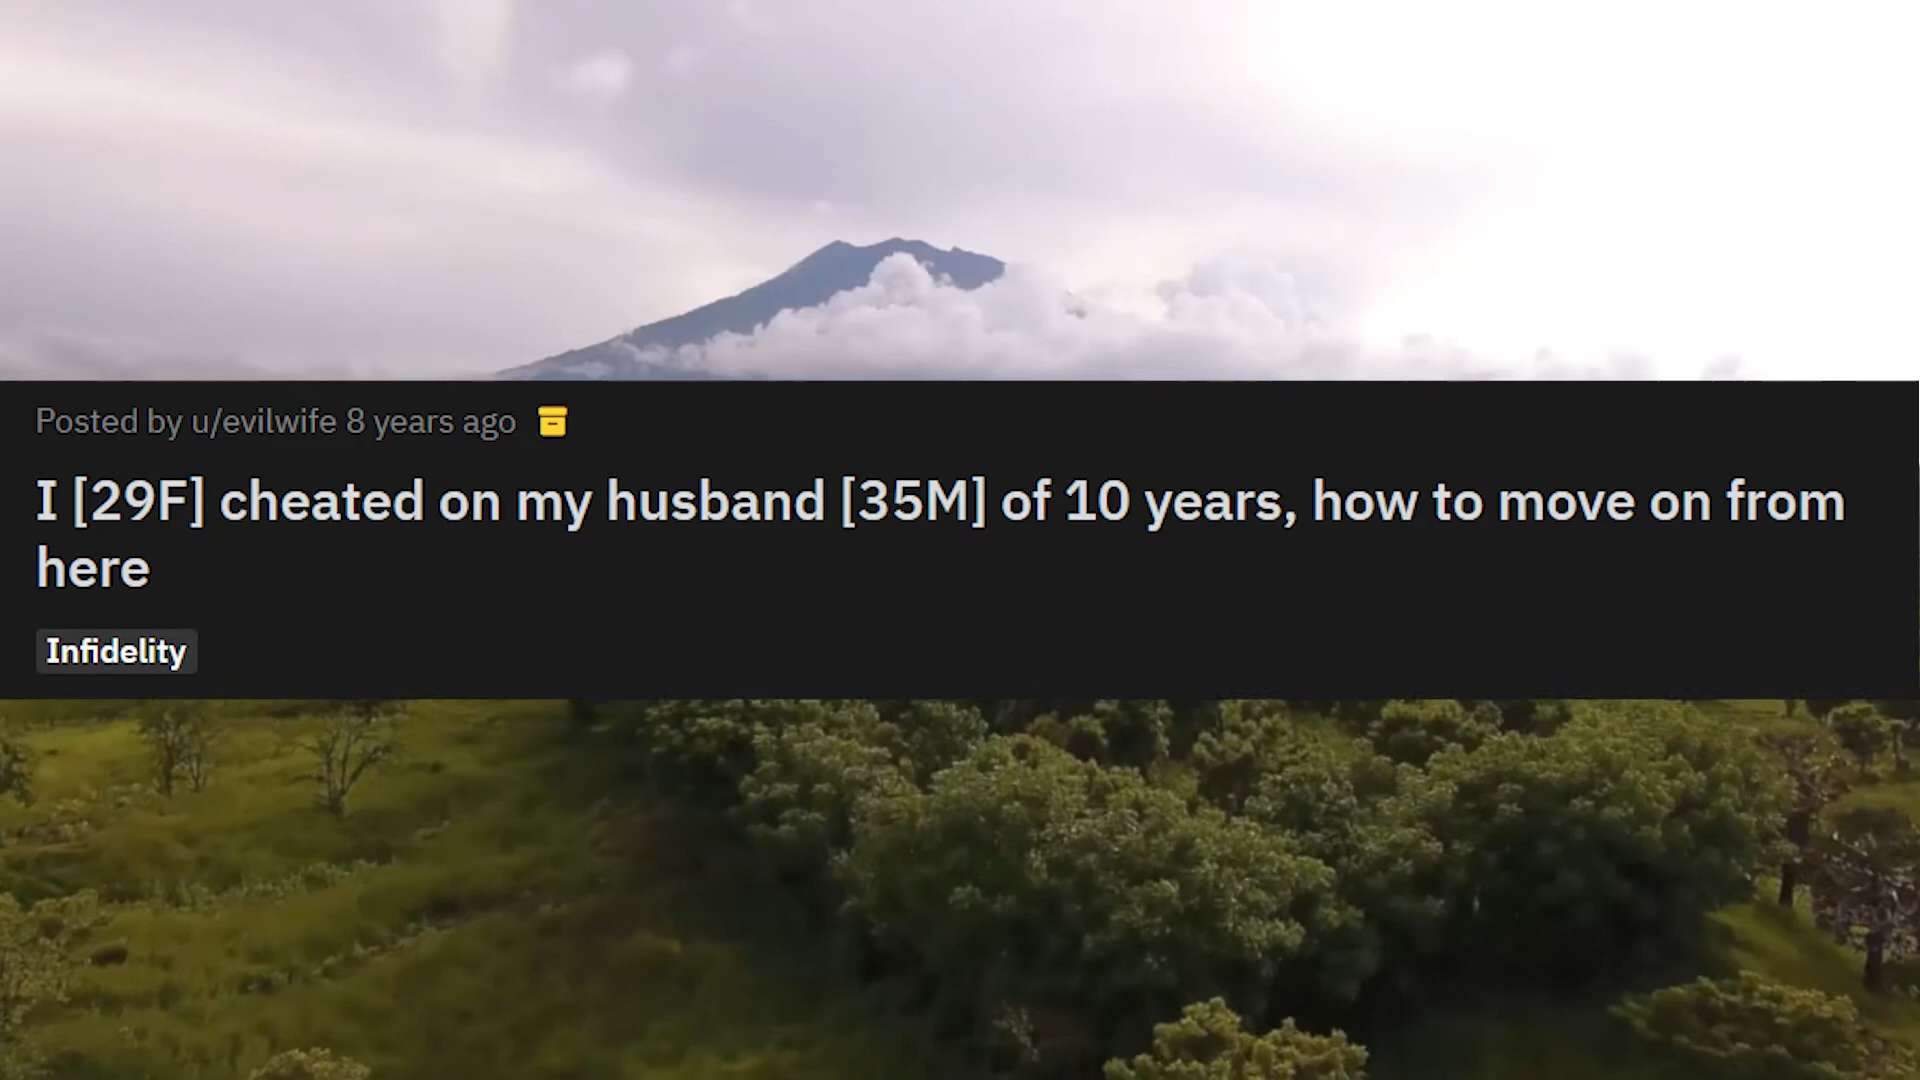 Posted by u/evilwife 8 years ago
I [29F] cheated on my husband [35M] of 10 years, how to move on from
here
Infidelity